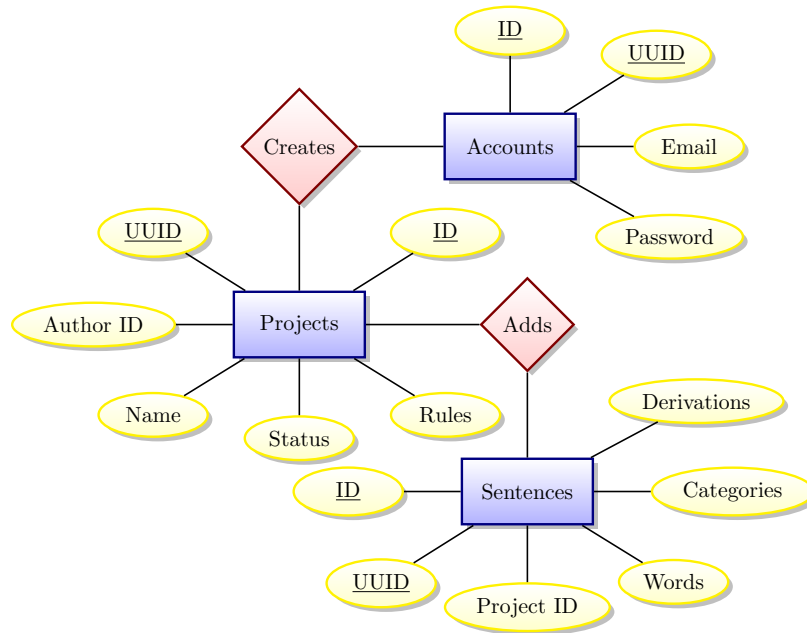 ID
UUID
Creates
Accounts
Email
UUID
ID
Password
Author ID
Projects
Adds
Name
Status
Rules
Derivations
ID
Sentences
Categories
UUID
Project ID
Words